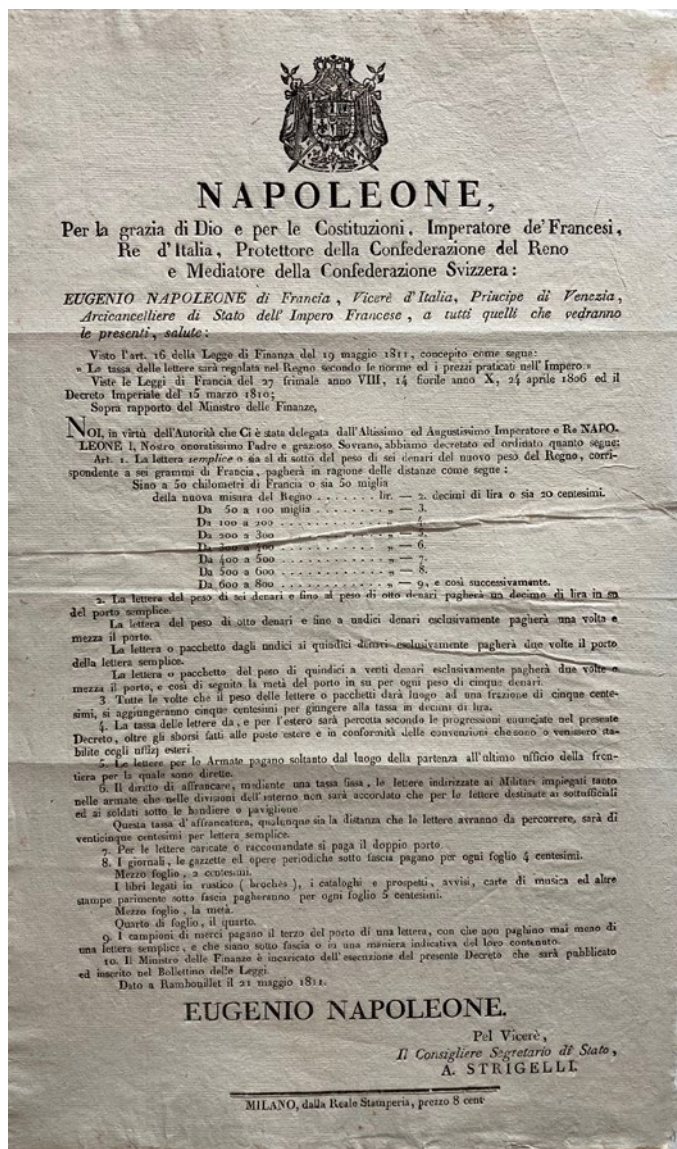 NAPOLEONE,
Per la grazia di Dio e per le Costituzioni, Imperatore de' Francesi,
Re d'Italia, Protettore della Confederazione del Reno
e Mediatore della Confederazione Svizzera:
EUGENIO NAPOLEONE di Francia, Vicerè d'Italia, Principe di Venezia,
Arcicancelliere di Stato dell' Impero Francese, a tutti quelli che vedranno
le presenti, salute:
Visto l'art. 16 della Legge di Finanza del 19 maggio 1811, concepito come segue:
« La tassa delle lettere sarà regolata nel Regno secondo le norme ed i prezzi praticati nell' Impero.»
Viste le Leggi di Francia del 27 frimale anno VIII, 14 fiorile anno X, 24 aprile 1806 ed il
Decreto Imperiale del 15 marzo 1810;
Sopra rapporto del Ministro delle Finanze,
NOI, in virtù dell'Autorità che Ci è stata delegata dall'Altissimo ed Augustissimo Imperatore e Re NAPO-
LEONE I, Nostro onoratissimo Padre e grazioso Sovrano, abbiamo decretato ed ordinato quanto segue:
Art. 1. La lettera semplice o sia al di sotto del peso di sei denari del nuovo peso del Regno, corri-
spondente a sei grammi di Francia, pagherà in ragione delle distanze come segue:
Sino a 50 chilometri di Francia o sia 50 miglia
della nuova misura del Regno . . . . . . . lir. — 2. decimi di lira o sia 20 centesimi.
Da 50 a 100 miglia . . . . . . . . . „ — 3.
Da 100 a 200 . . . . . . . . . . . . „ — 4.
Da 200 a 300 . . . . . . . . . . . . „ — 5.
Da 300 a 400 . . . . . . . . . . . . „ — 6.
Da 400 a 500 . . . . . . . . . . . . „ — 7.
Da 500 a 600 . . . . . . . . . . . . „ — 8.
Da 600 a 800 . . . . . . . . . . . . „ — 9, e così successivamente.
2. La lettera del peso di sei denari e fino al peso di otto denari pagherà un decimo di lira in su
del porto semplice.
La lettera del peso di otto denari e fino a undici denari esclusivamente pagherà una volta e
mezza il porto.
La lettera o pacchetto dagli undici ai quindici denari esclusivamente pagherà due volte il porto
della lettera semplice.
La lettera o pacchetto del peso di quindici a venti denari esclusivamente pagherà due volte e
mezza il porto, e così di seguito la metà del porto in su per ogni peso di cinque denari.
3 Tutte le volte che il peso delle lettere o pacchetti darà luogo ad una frazione di cinque cente-
simi, si aggiungeranno cinque centesimi per giungere alla tassa in decimi di lira.
4. La tassa delle lettere da, e per l'estero sarà percotta secondo le progressioni enunciate nel presente
Decreto, oltre gli sborsi fatti alle poste estere e in conformità delle convenzioni che sono o venissero sta-
bilite cogli uffizj esteri.
5. Le lettere per le Armate pagano soltanto dal luogo della partenza all'ultimo ufficio della fron-
tiera per la quale sono dirette.
6. Il diritto di affrancare, mediante una tassa fissa, le lettere indirizzate ai Militari impiegati tanto
nelle armate che nelle divisioni dell'interno non sarà accordato che per le lettere destinate ai sottufficiali
ed ai soldati sotto le bandiere o paviglione
Questa tassa d'affrancatura, qualunque sia la distanza che le lettere avranno da percorrere, sarà di
venticinque centesimi per lettera semplice.
7. Per le lettere caricate o raccomandate si paga il doppio porto.
8. I giornali, le gazzette ed opere periodiche sotto fascia pagano per ogni foglio 4 centesimi.
Mezzo foglio, 2 centesimi.
I libri legati in rustico ( brochés ), i cataloghi e prospetti, avvisi, carte di musica ed altre
stampe parimente sotto fascia pagheranno per ogni foglio 5 centesimi.
Mezzo foglio, la metà.
Quarto di foglio, il quarto.
9. I campioni di merci pagano il terzo del porto di una lettera, con che non paghino mai meno di
una lettera semplice, e che siano sotto fascia o in una maniera indicativa del loro contenuto.
10. Il Ministro delle Finanze è incaricato dell'esecuzione del presente Decreto che sarà pubblicato
ed inscritto nel Bollettino delle Leggi.
Dato a Rambouillet il 21 maggio 1811.
EUGENIO NAPOLEONE.
Pel Vicerè,
Il Consigliere Segretario di Stato,
A. STRIGELLI.
MILANO, dalla Reale Stamperia, prezzo 8 cent